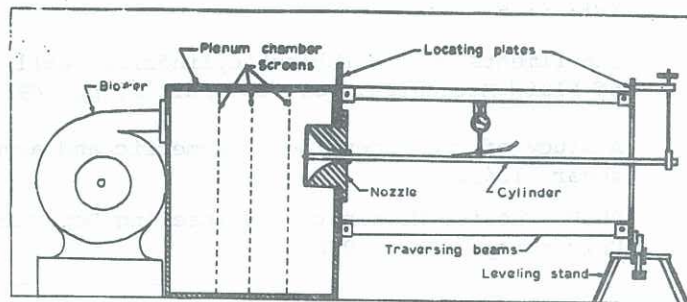 Plenum chamber
Screens
Locating plates
Blower
Nozzle
Cylinder
Traversing beams
Leveling stand